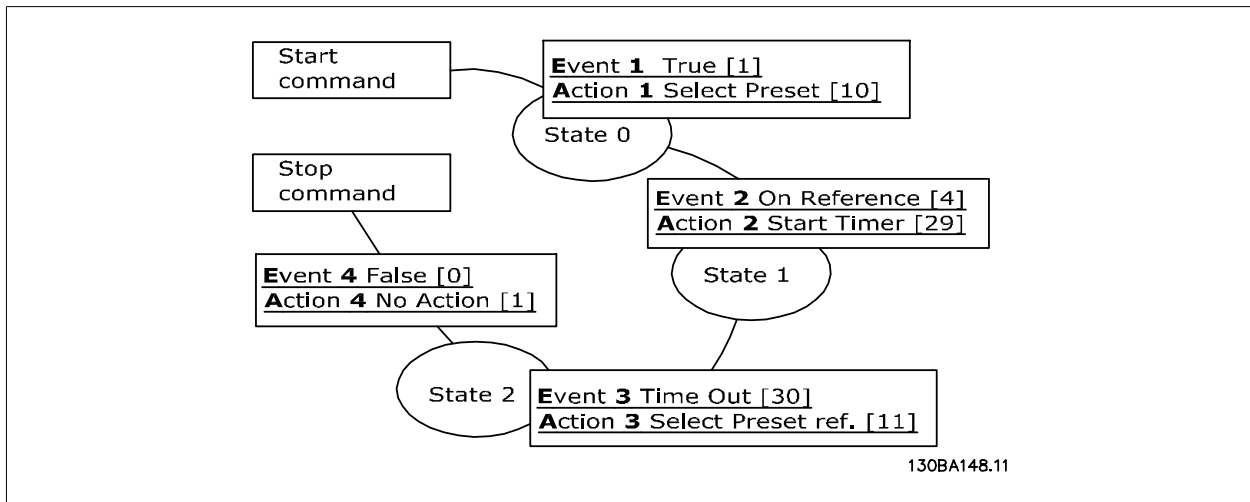 Start
command
Event 1 True [1]
Action 1 Select Preset [10]
State 0
Stop
command
Event 2 On Reference [4]
Action 2 Start Timer [29]
State 1
Event 4 False [0]
Action 4 No Action [1]
State 2
Event 3 Time Out [30]
Action 3 Select Preset ref. [11]
130BA148.11